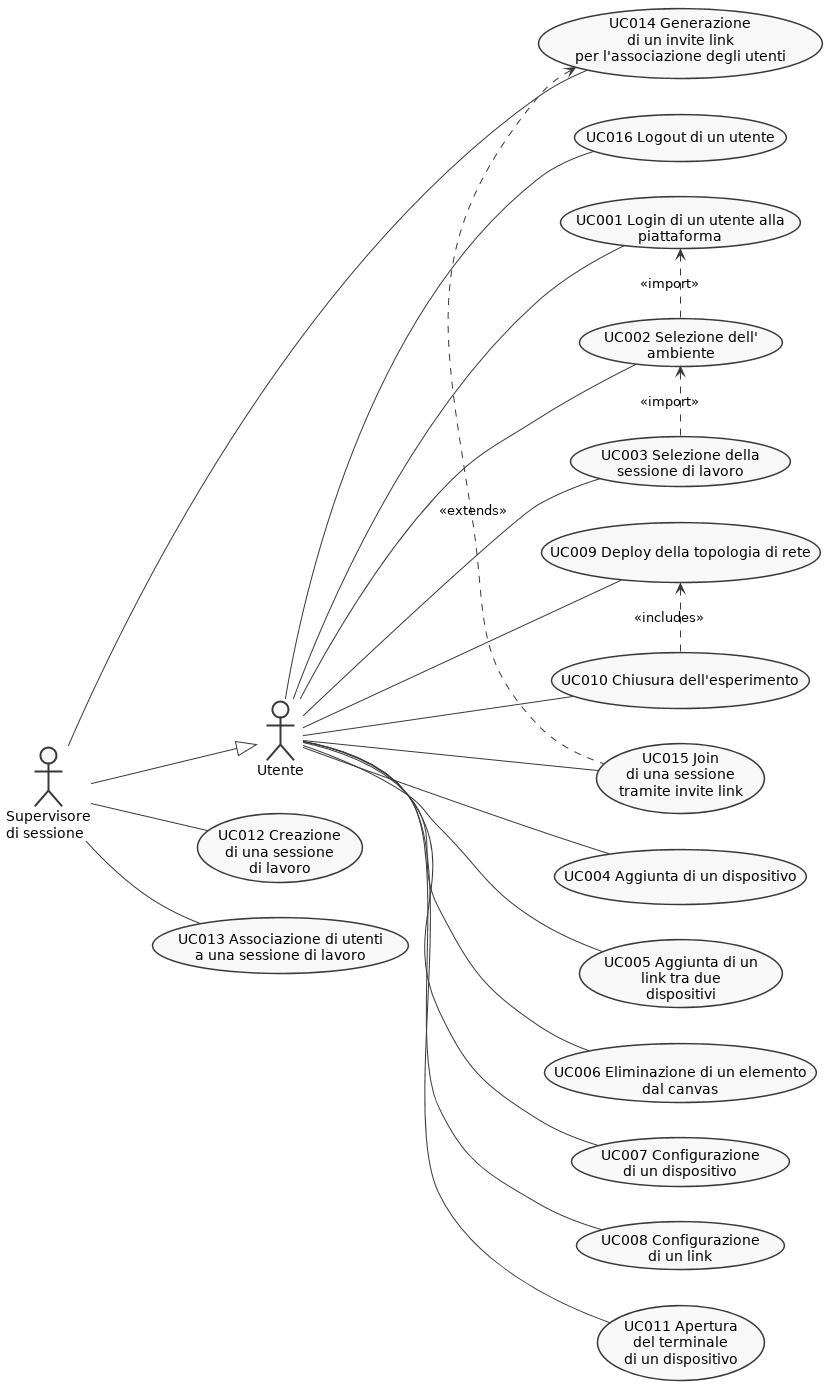 UC014 Generazione
di un invite link
per l'associazione degli utenti
UC016 Logout di un utente
UC001 Login di un utente alla
piattaforma
«import»
UC002 Selezione dell'
ambiente
«import»
UC003 Selezione della
sessione di lavoro
«extends»
UC009 Deploy della topologia di rete
«includes»
UC010 Chiusura dell'esperimento
UC015 Join
di una sessione
tramite invite link
Utente
Supervisore
di sessione
UC012 Creazione
di una sessione
di lavoro
UC004 Aggiunta di un dispositivo
UC013 Associazione di utenti
a una sessione di lavoro
UC005 Aggiunta di un
link tra due
dispositivi
UC006 Eliminazione di un elemento
dal canvas
UC007 Configurazione
di un dispositivo
UC008 Configurazione
di un link
UC011 Apertura
del terminale
di un dispositivo